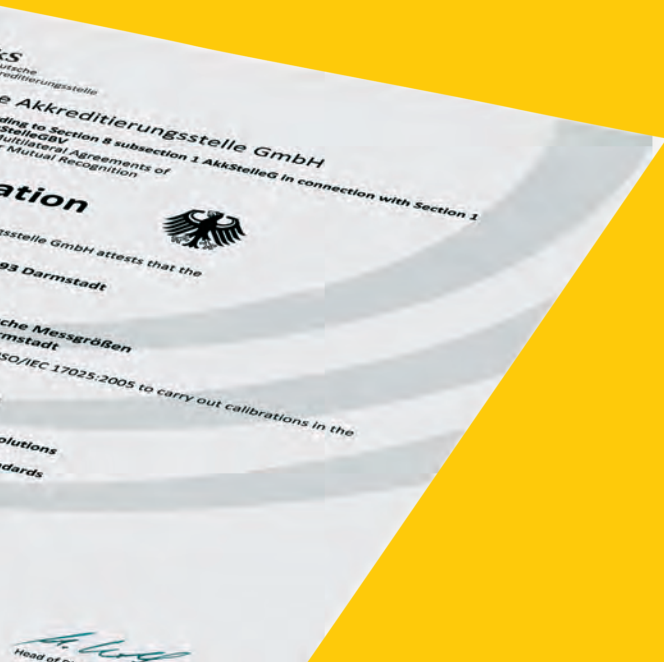 kS
utsche
reditierungsstelle
e Akkreditierungsstelle GmbH
ding to Section 8 subsection 1 AkkStelleG in connection with Section 1
StelleGBV
Multilateral Agreements of
r Mutual Recognition
ation
gsstelle GmbH attests that the
93 Darmstadt
che Messgrößen
rmstadt
SO/IEC 17025:2005 to carry out calibrations in the
olutions
ndards
Head of